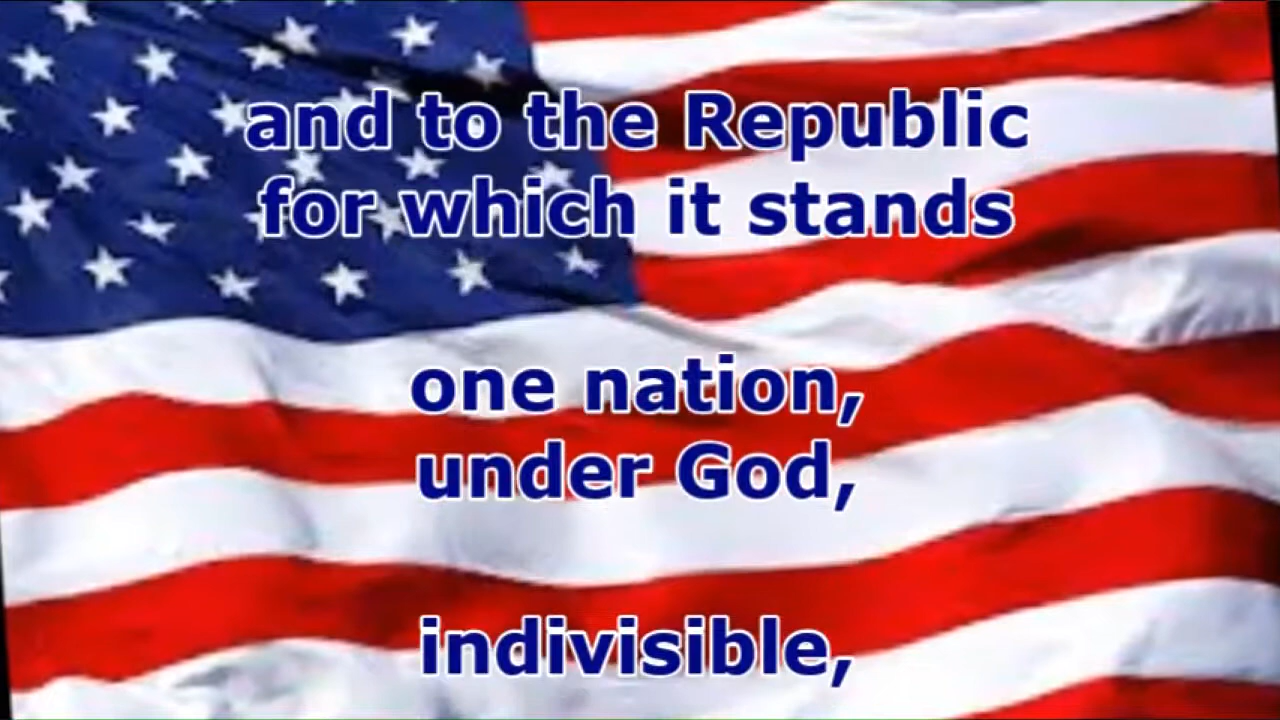 and to the Republic
for which it stands
one nation,
under God,
indivisible,